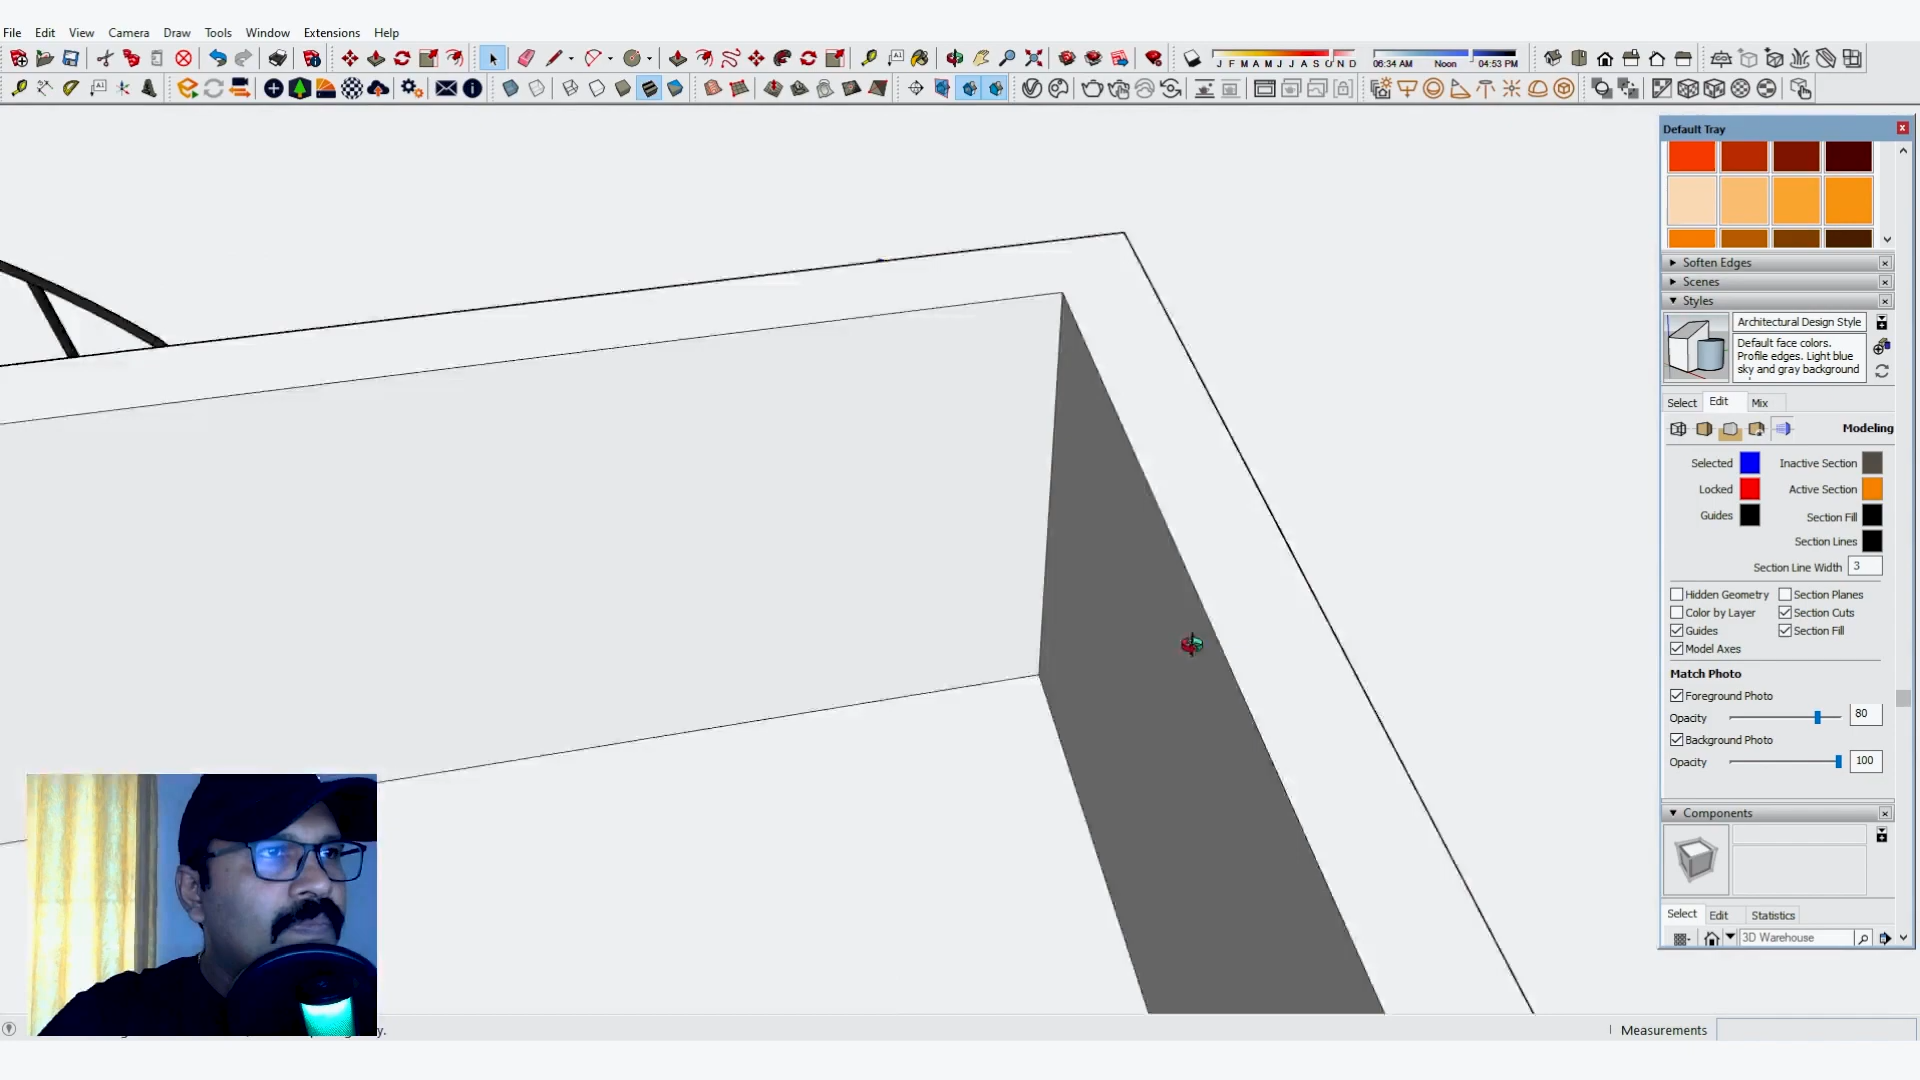 File Edit View Camera Draw Tools Window Extensions Help
J F M A M J J A S O N D
06:34 AM Noon 04:53 PM
Default Tray
Soften Edges
Scenes
Styles
Architectural Design Style
Default face colors.
Profile edges. Light blue
sky and gray background
Select Edit Mix
Modeling
Selected Inactive Section
Locked Active Section
Guides Section Fill
Section Lines
Section Line Width 3
Hidden Geometry Section Planes
Color by Layer Section Cuts
Guides Section Fill
Model Axes
Match Photo
Foreground Photo
Opacity 80
Background Photo
Opacity 100
Components
Select Edit Statistics
3D Warehouse
y.
Measurements